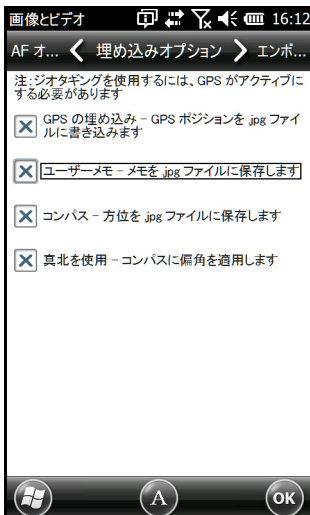 画像とビデオ 16:12
AF オ... 埋め込みオプション エンボ...
注：ジオタギングを使用するには、GPS がアクティブに
する必要があります
GPS の埋め込み − GPS ポジションを .jpg ファイ
ルに書き込みます
ユーザーメモ − メモを .jpg ファイルに保存します
コンパス − 方位を .jpg ファイルに保存します
真北を使用 − コンパスに偏角を適用します
A OK